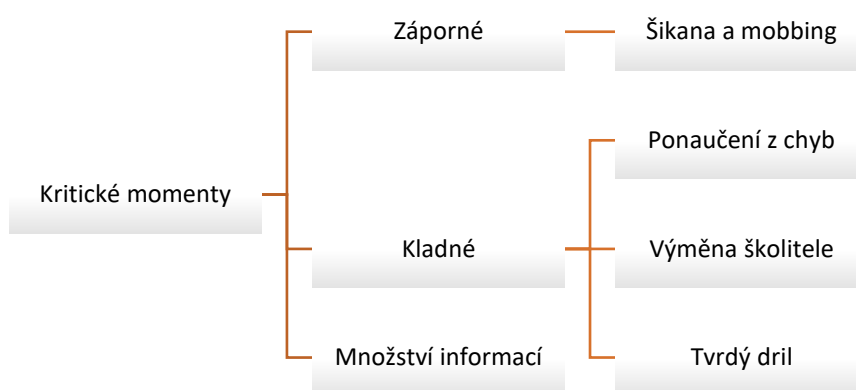 Záporné
Šikana a mobbing
Ponaučení z chyb
Kritické momenty
Kladné
Výměna školitele
Množství informací
Tvrdý dril